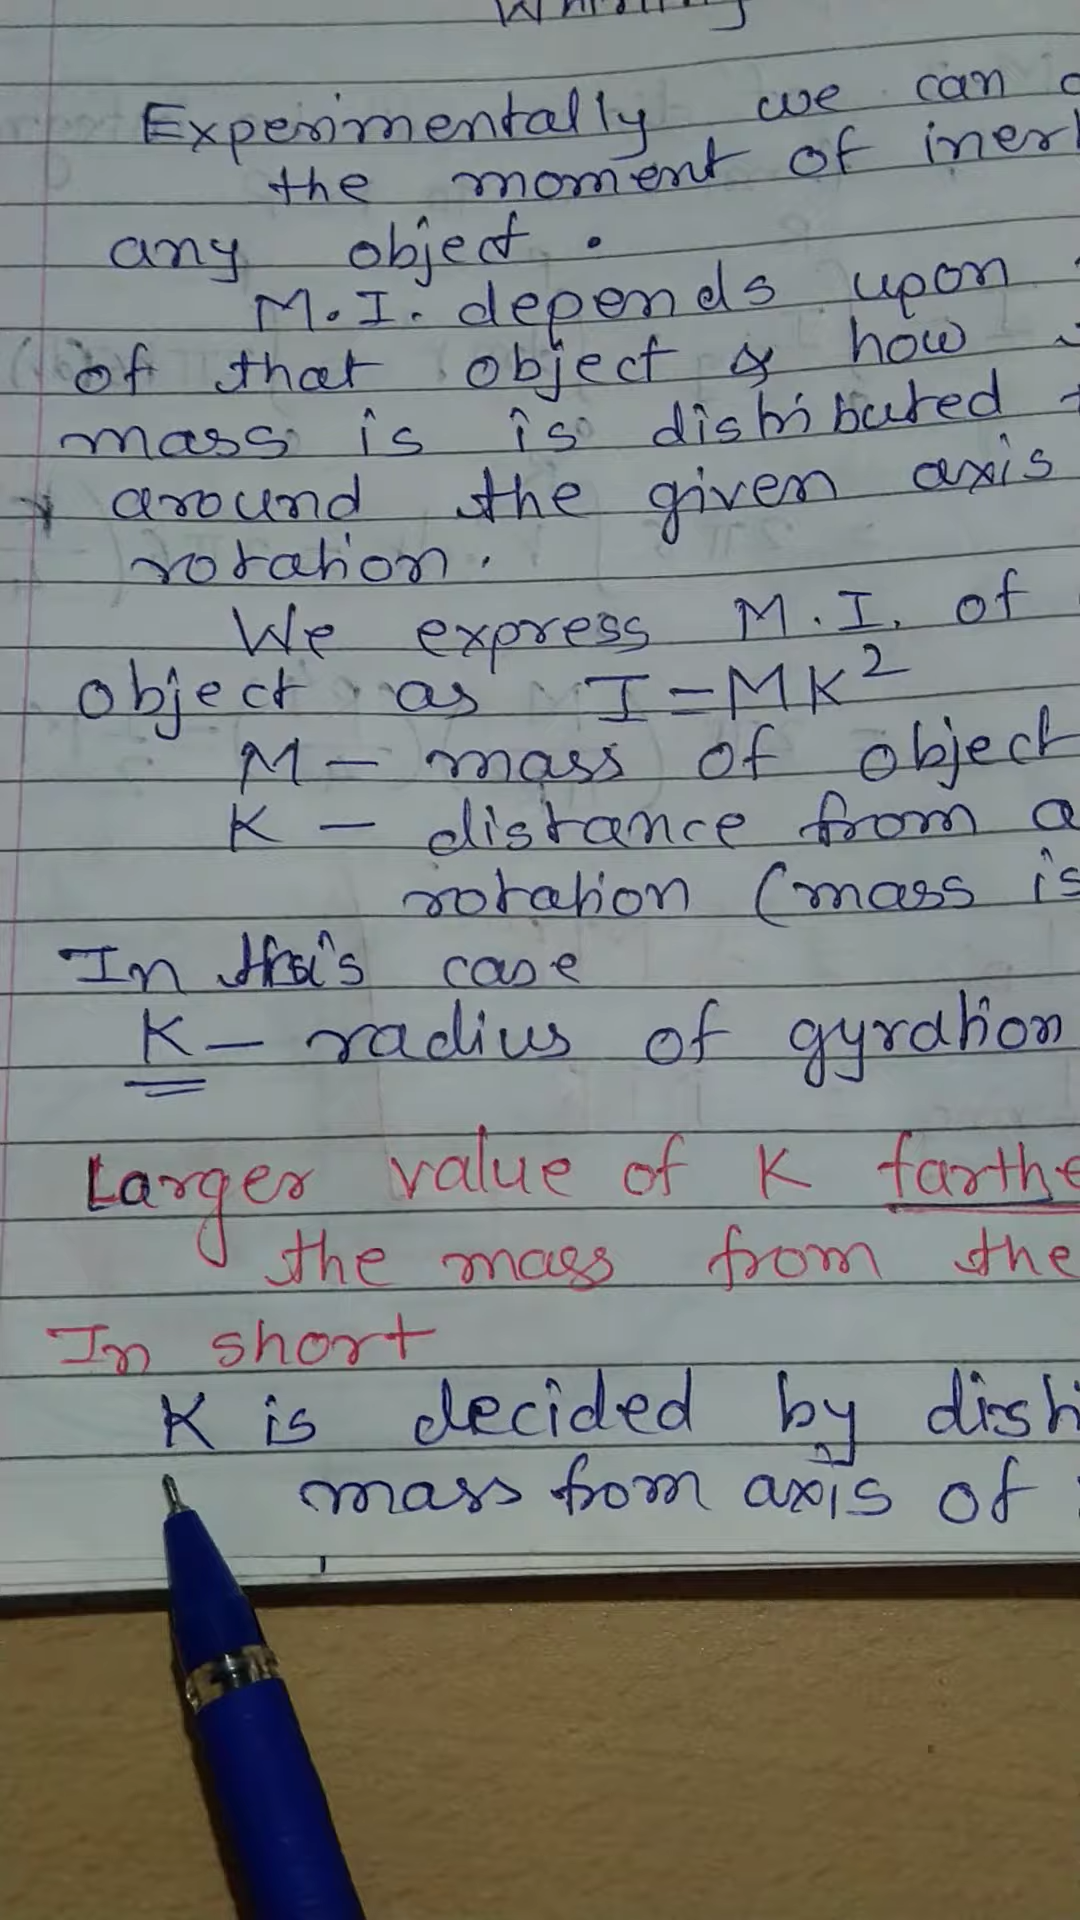 Experimentally we can
the moment of
any object.
M.I. depends upon
of that object & how
mass is is distributed
around the given axis
rotation.
We express M.I. of
object as I = MK²
M – mass of object
K – distance from
rotation (mass is
In this case
K – radius of gyration
Larger value of K farthe
the mass from the
In short
K is decided by
mass from axis of